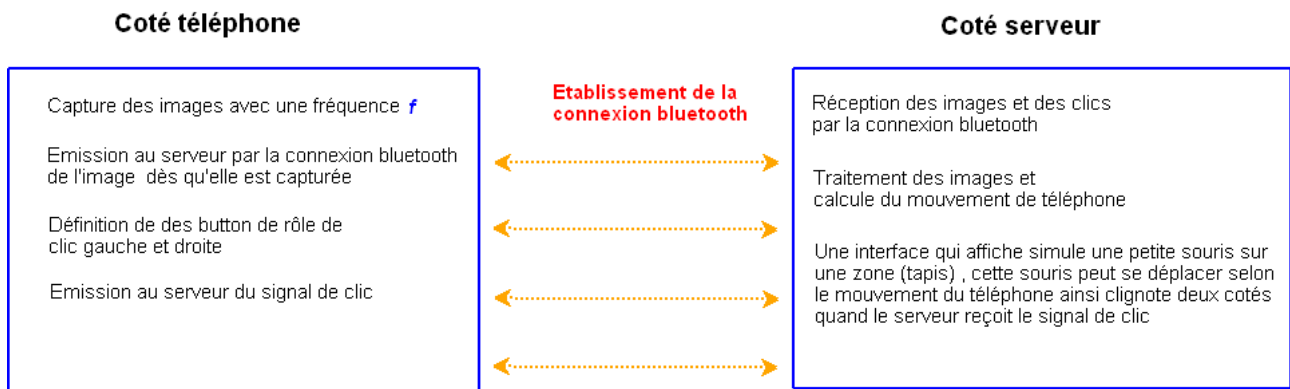 Coté téléphone
Capture des images avec une fréquence f
Emission au serveur par la connexion bluetooth
de l'image dès qu'elle est capturée
Définition de des button de rôle de
clic gauche et droite
Emission au serveur du signal de clic
Etablissement de la
connexion bluetooth
Coté serveur
Réception des images et des clics
par la connexion bluetooth
Traitement des images et
calcule du mouvement de téléphone
Une interface qui affiche simule une petite souris sur
une zone (tapis) , cette souris peut se déplacer selon
le mouvement du téléphone ainsi clignote deux cotés
quand le serveur reçoit le signal de clic